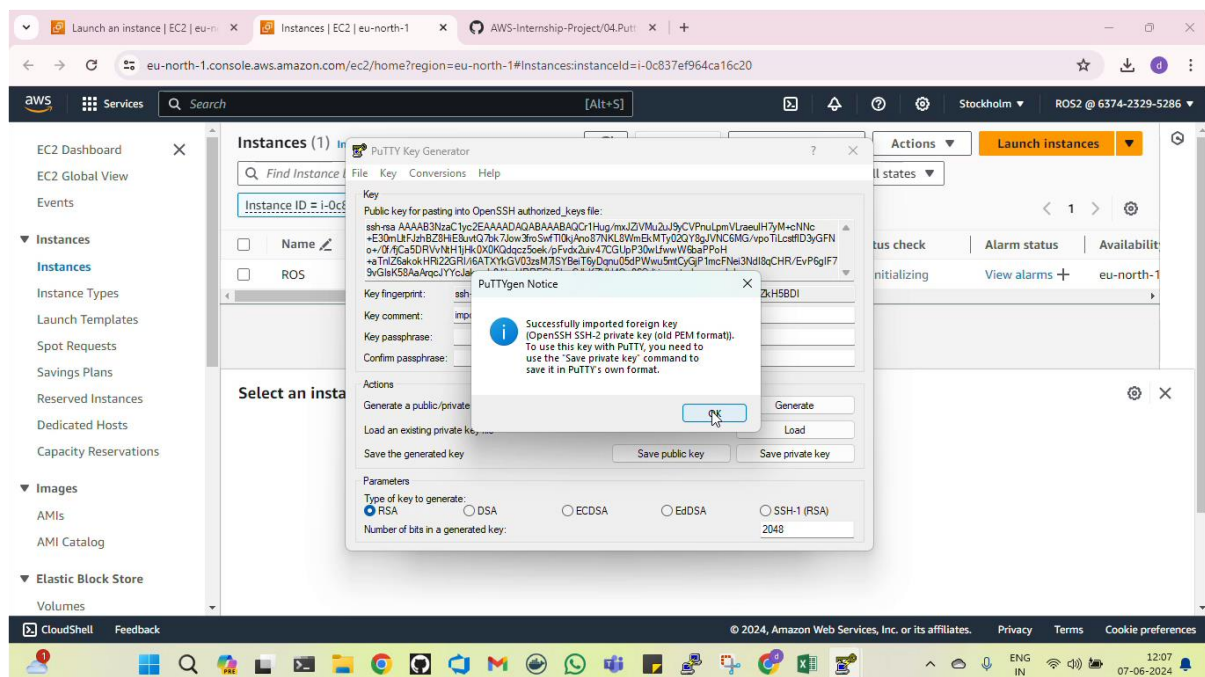 Launch an instance | EC2 | eu-n
Instances | EC2 | eu-north-1
AWS-Internship-Project/04.Putt
eu-north-1.console.aws.amazon.com/ec2/home?region=eu-north-1#Instances:instanceId=i-0c837ef964ca16c20
d
aws
Services
Search
[Alt+S]
Stockholm
ROS2 @ 6374-2329-5286
EC2 Dashboard
EC2 Global View
Events
Instances
Instances
Instance Types
Launch Templates
Spot Requests
Savings Plans
Reserved Instances
Dedicated Hosts
Capacity Reservations
Images
AMIs
AMI Catalog
Elastic Block Store
Volumes
Instances (1)
Actions
Launch instances
Find Instance
ll states
Instance ID = i-0c8
1
Name
tus check
Alarm status
Availabilit
ROS
nitializing
View alarms +
eu-north-1
Select an insta
PuTTY Key Generator
File Key Conversions Help
Key
Public key for pasting into OpenSSH authorized_keys file:
ssh-rsa
Key fingerprint:
ssh-
ZkH5BDI
Key comment:
impo
Key passphrase:
Confirm passphrase:
Actions
Generate a public/private
Generate
Load an existing private key file
Load
Save the generated key
Save public key
Save private key
Parameters
Type of key to generate:
RSA
DSA
ECDSA
EdDSA
SSH-1 (RSA)
Number of bits in a generated key:
2048
PuTTYgen Notice
Successfully imported foreign key
(OpenSSH SSH-2 private key (old PEM format)).
To use this key with PuTTY, you need to
use the "Save private key" command to
save it in PuTTY's own format.
OK
CloudShell
Feedback
© 2024, Amazon Web Services, Inc. or its affiliates.
Privacy
Terms
Cookie preferences
1
PRE
ENG
IN
12:07
07-06-2024